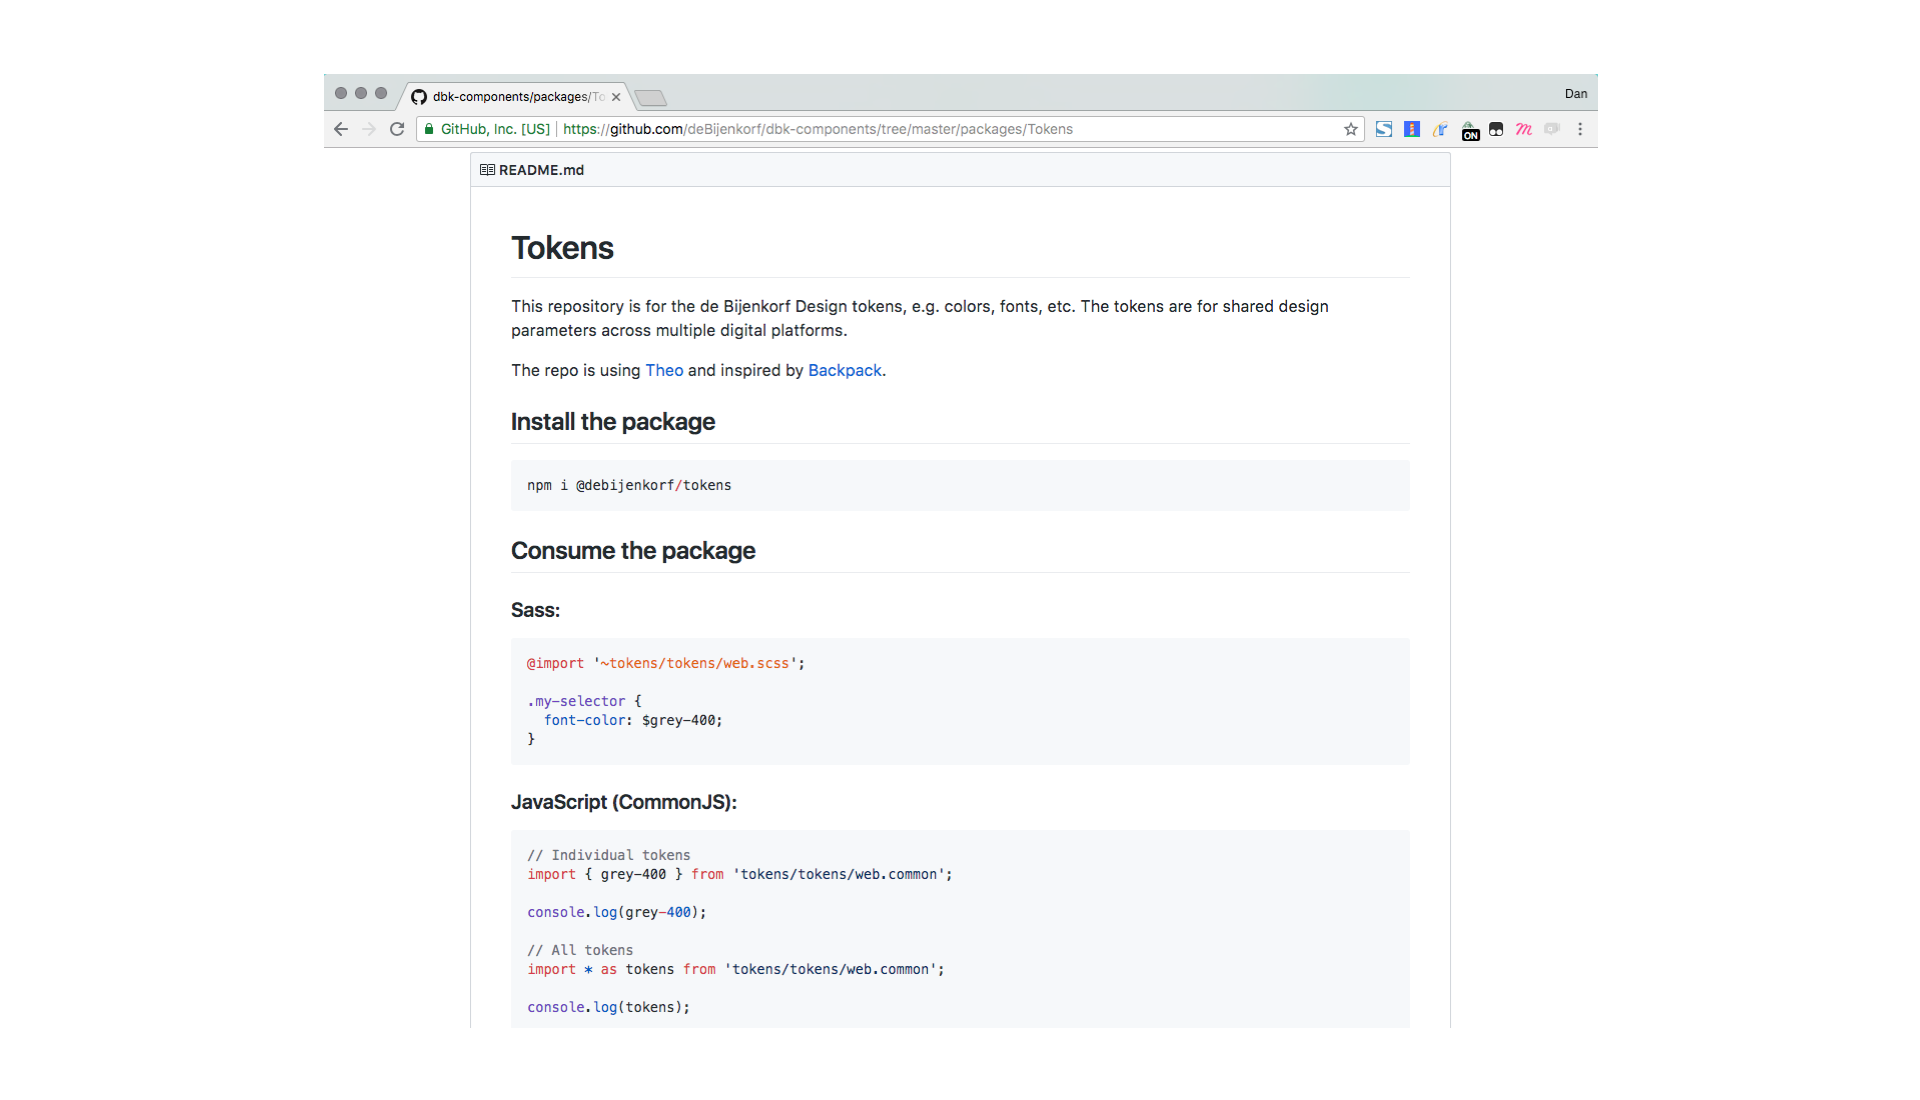 dbk-components/packages/To
Dan
GitHub, Inc. [US] | https://github.com/deBijenkorf/dbk-components/tree/master/packages/Tokens
ON
README.md
Tokens
This repository is for the de Bijenkorf Design tokens, e.g. colors, fonts, etc. The tokens are for shared design
parameters across multiple digital platforms.
The repo is using Theo and inspired by Backpack.
Install the package
npm i @debijenkorf/tokens
Consume the package
Sass:
@import '~tokens/tokens/web.scss';
.my-selector {
font-color: $grey-400;
}
JavaScript (CommonJS):
// Individual tokens
import { grey-400 } from 'tokens/tokens/web.common';
console.log(grey-400);
// All tokens
import * as tokens from 'tokens/tokens/web.common';
console.log(tokens);